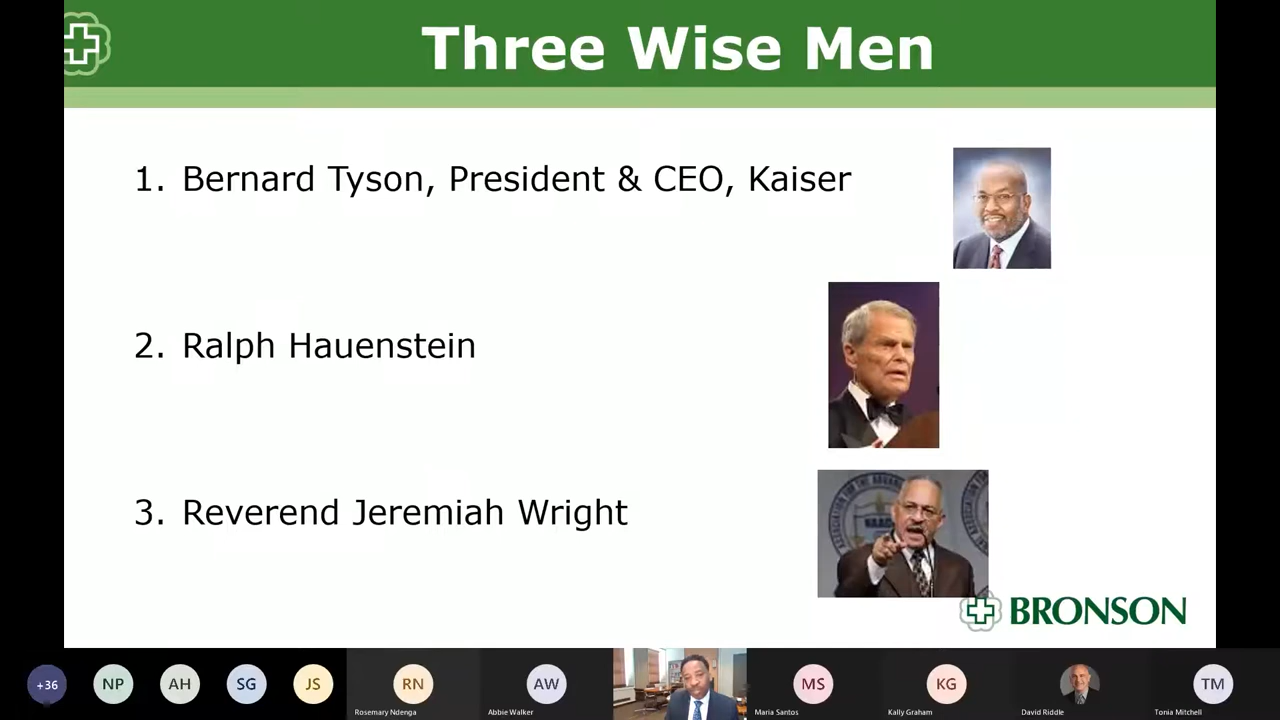 Three Wise Men
1. Bernard Tyson, President & CEO, Kaiser
2. Ralph Hauenstein
3. Reverend Jeremiah Wright
NAAC
BRONSON
+36
NP
AH
SG
JS
RN
AW
MS
KG
TM
Rosemary Ndenga
Abbie Walker
Maria Santos
Kally Graham
David Riddle
Tonia Mitchell